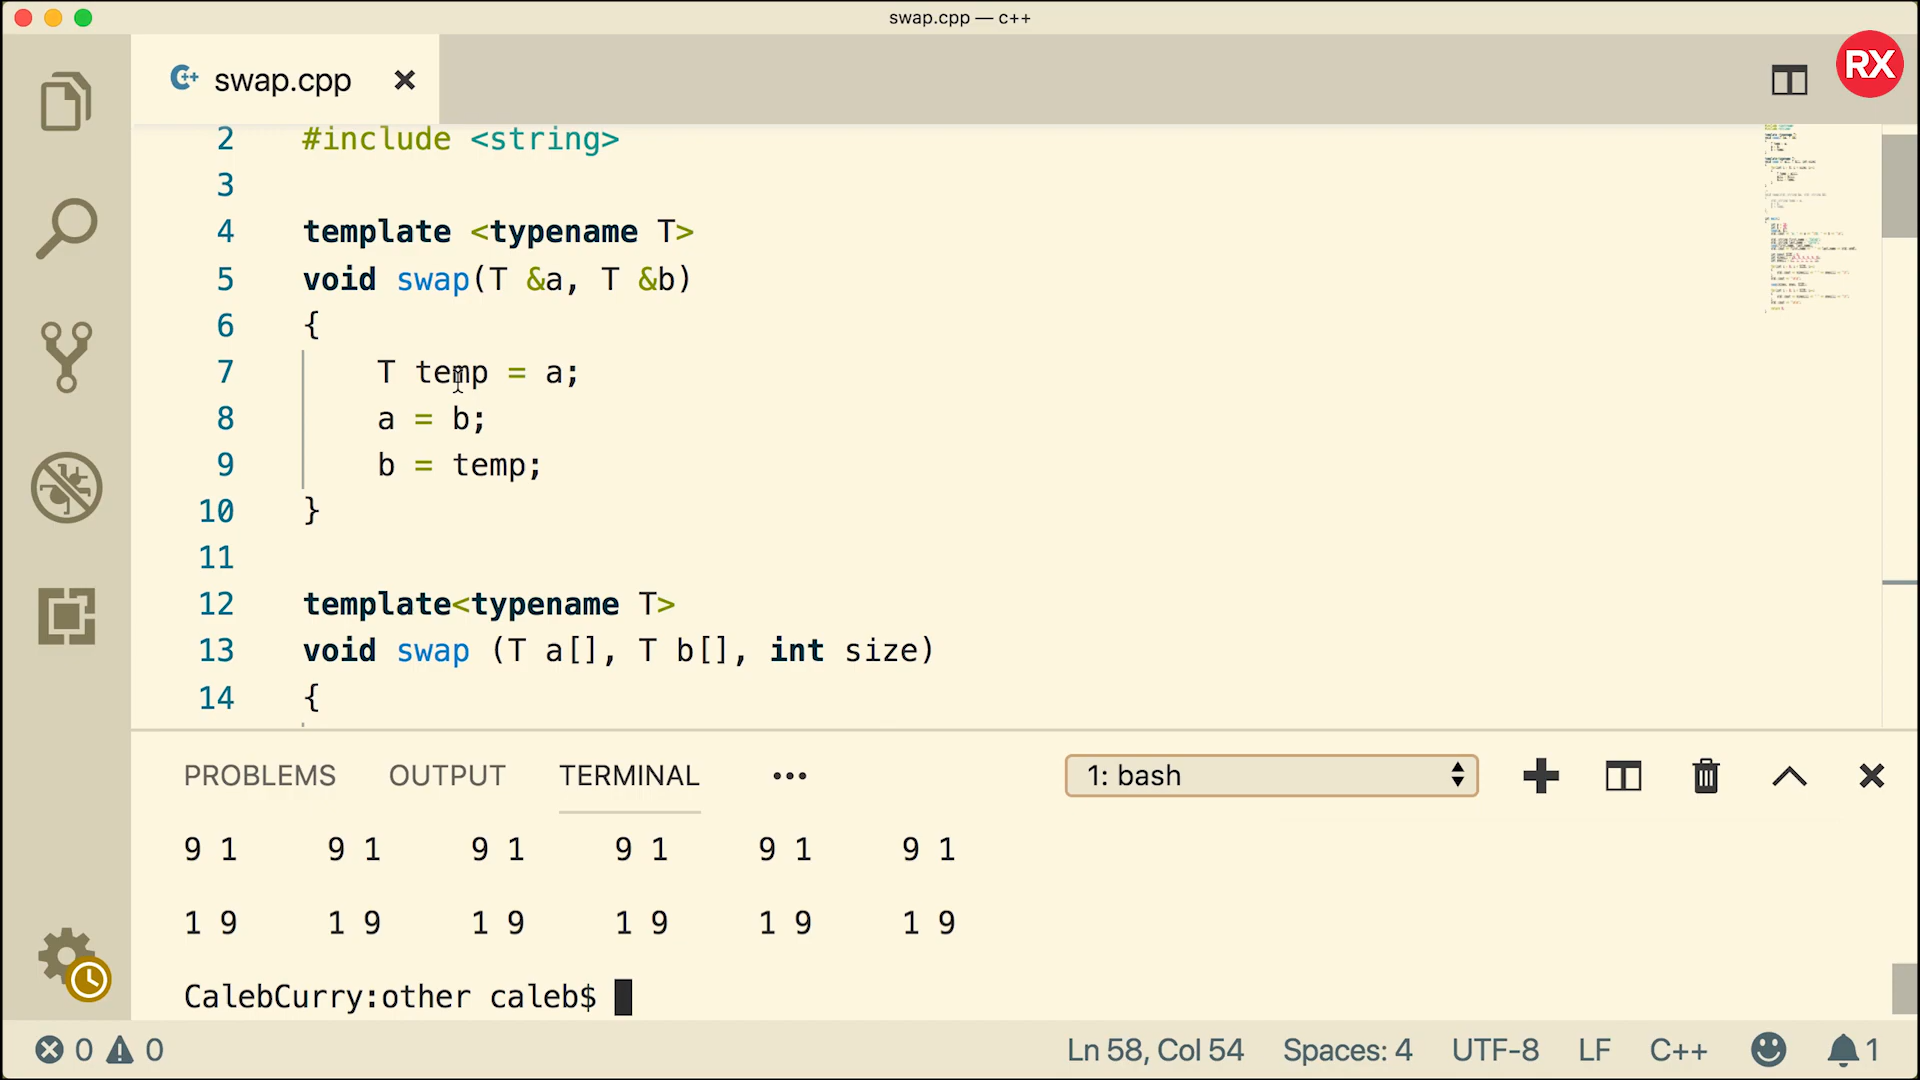 swap.cpp — c++
swap.cpp
RX
2 #include <string>
3
4 template <typename T>
5 void swap(T &a, T &b)
6 {
7 T temp = a;
8 a = b;
9 b = temp;
10 }
11
12 template<typename T>
13 void swap (T a[], T b[], int size)
14 {
PROBLEMS OUTPUT TERMINAL ••• 1: bash
9 1 9 1 9 1 9 1 9 1 9 1
1 9 1 9 1 9 1 9 1 9 1 9
CalebCurry:other caleb$
0 0 Ln 58, Col 54 Spaces: 4 UTF-8 LF C++ 1